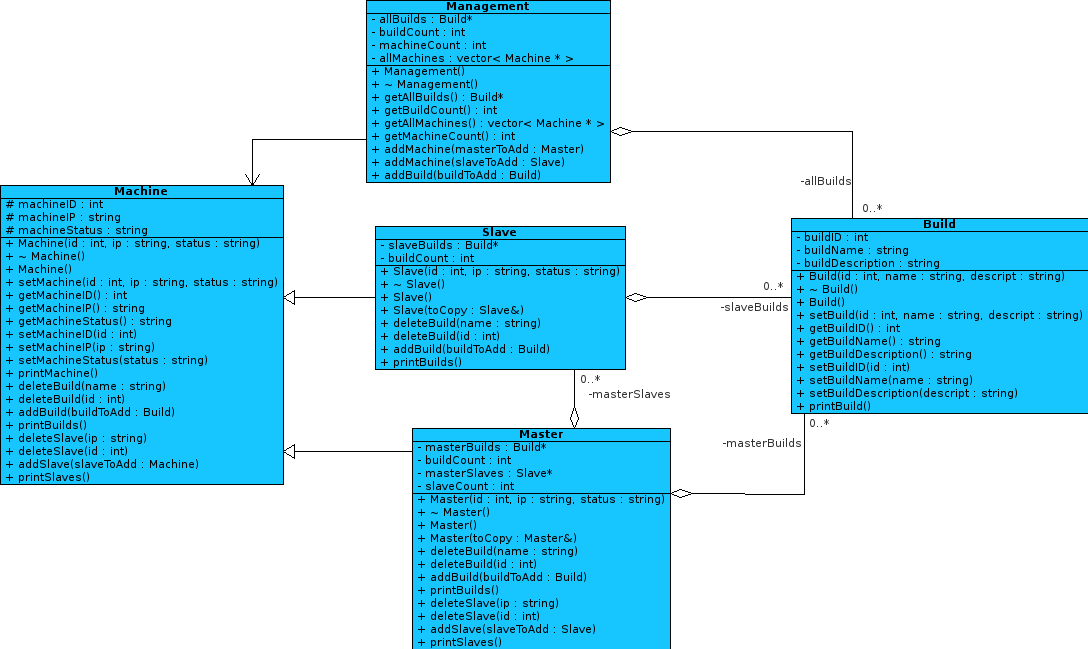 Management
- allBuilds : Build*
- buildCount : int
- machineCount : int
- allMachines : vector< Machine * >
+ Management()
+ ~ Management()
+ getAllBuilds() : Build*
+ getBuildCount() : int
+ getAllMachines() : vector< Machine * >
+ getMachineCount() : int
+ addMachine(masterToAdd : Master)
+ addMachine(slaveToAdd : Slave)
+ addBuild(buildToAdd : Build)
-allBuilds
0..*
Machine
# machineID : int
# machineIP : string
# machineStatus : string
+ Machine(id : int, ip : string, status : string)
+ ~ Machine()
+ Machine()
+ setMachine(id : int, ip : string, status : string)
+ getMachineID() : int
+ getMachineIP() : string
+ getMachineStatus() : string
+ setMachineID(id : int)
+ setMachineIP(ip : string)
+ setMachineStatus(status : string)
+ printMachine()
+ deleteBuild(name : string)
+ deleteBuild(id : int)
+ addBuild(buildToAdd : Build)
+ printBuilds()
+ deleteSlave(ip : string)
+ deleteSlave(id : int)
+ addSlave(slaveToAdd : Machine)
+ printSlaves()
Slave
- slaveBuilds : Build*
- buildCount : int
+ Slave(id : int, ip : string, status : string)
+ ~ Slave()
+ Slave()
+ Slave(toCopy : Slave&)
+ deleteBuild(name : string)
+ deleteBuild(id : int)
+ addBuild(buildToAdd : Build)
+ printBuilds()
0..*
-slaveBuilds
Build
- buildID : int
- buildName : string
- buildDescription : string
+ Build(id : int, name : string, descript : string)
+ ~ Build()
+ Build()
+ setBuild(id : int, name : string, descript : string)
+ getBuildID() : int
+ getBuildName() : string
+ getBuildDescription() : string
+ setBuildID(id : int)
+ setBuildName(name : string)
+ setBuildDescription(descript : string)
+ printBuild()
0..*
-masterSlaves
0..*
-masterBuilds
Master
- masterBuilds : Build*
- buildCount : int
- masterSlaves : Slave*
- slaveCount : int
+ Master(id : int, ip : string, status : string)
+ ~ Master()
+ Master()
+ Master(toCopy : Master&)
+ deleteBuild(name : string)
+ deleteBuild(id : int)
+ addBuild(buildToAdd : Build)
+ printBuilds()
+ deleteSlave(ip : string)
+ deleteSlave(id : int)
+ addSlave(slaveToAdd : Slave)
+ printSlaves()